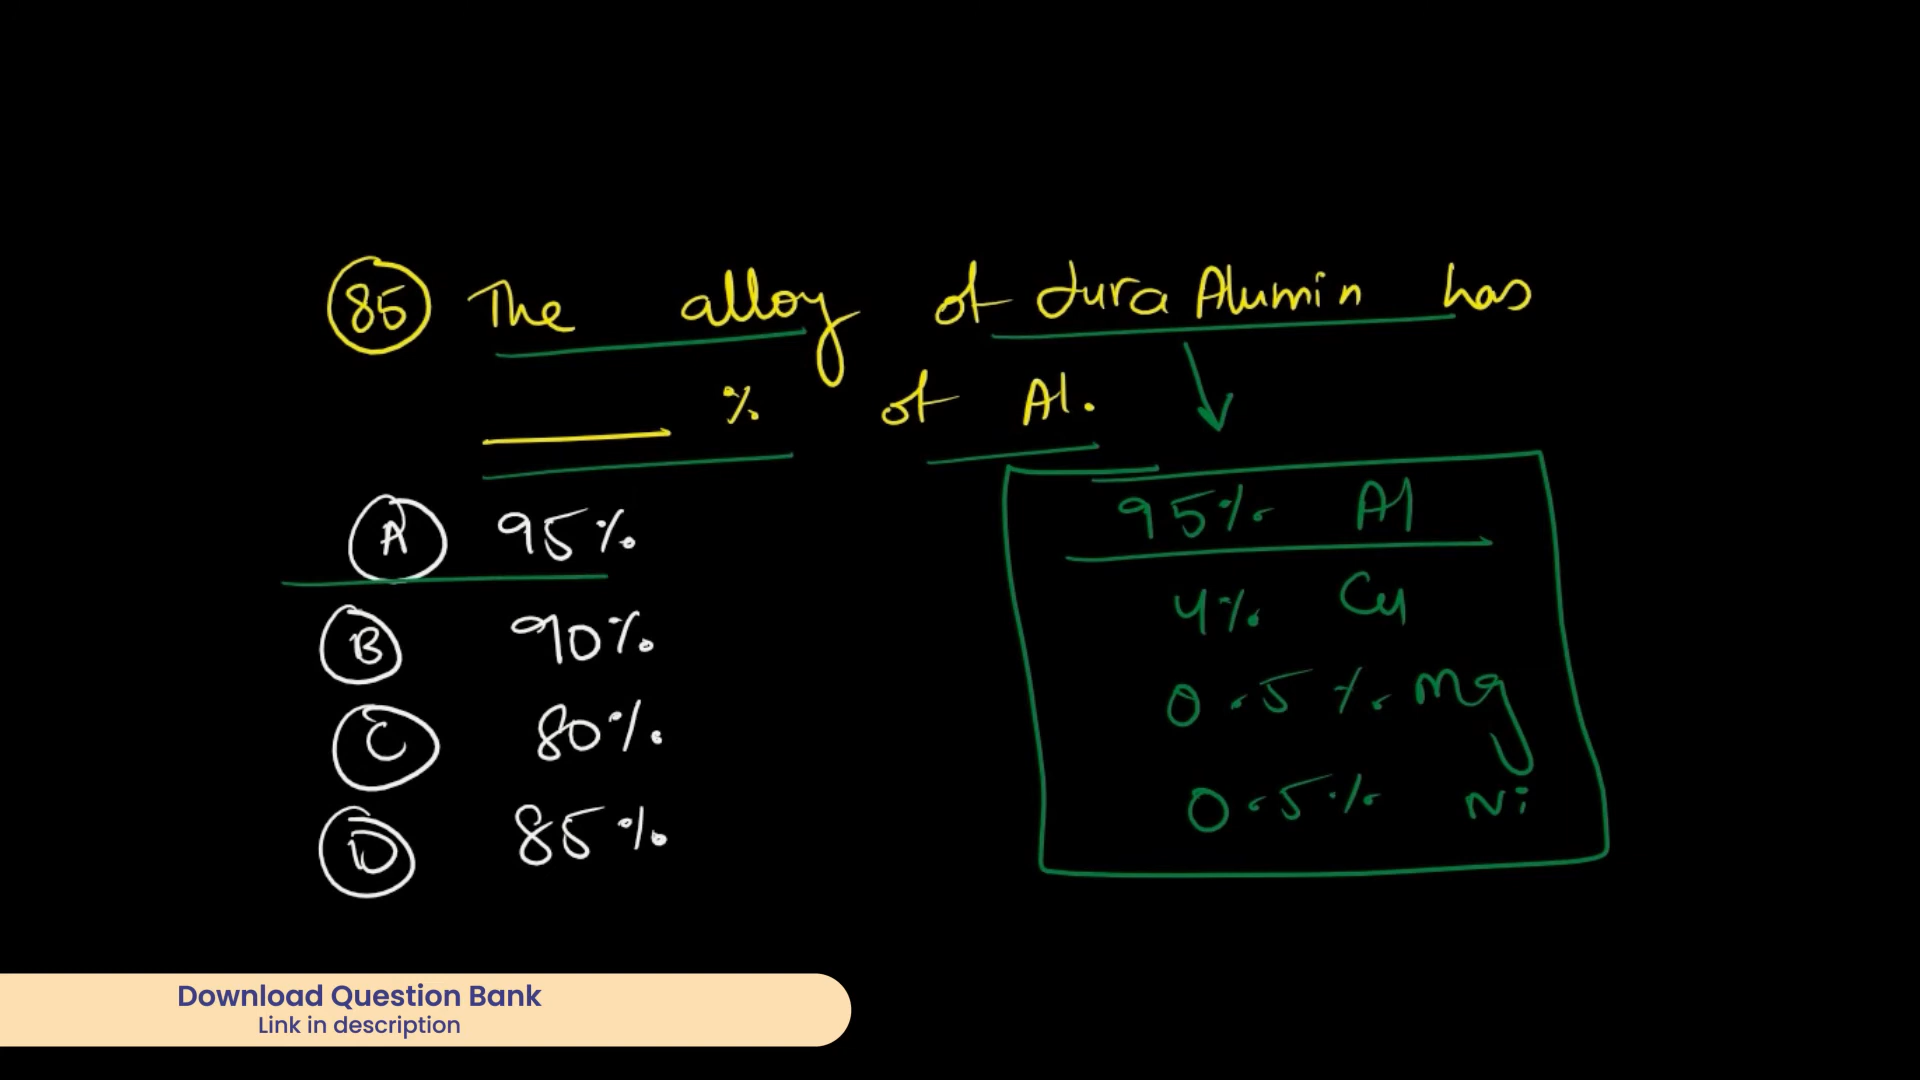 85 The alloy of dura Alumin has
____ % of Al.
A 95%
B 90%
C 80%
D 85%
95% Al
4% Cu
0.5% Mg
0.5% Ni
Download Question Bank
Link in description